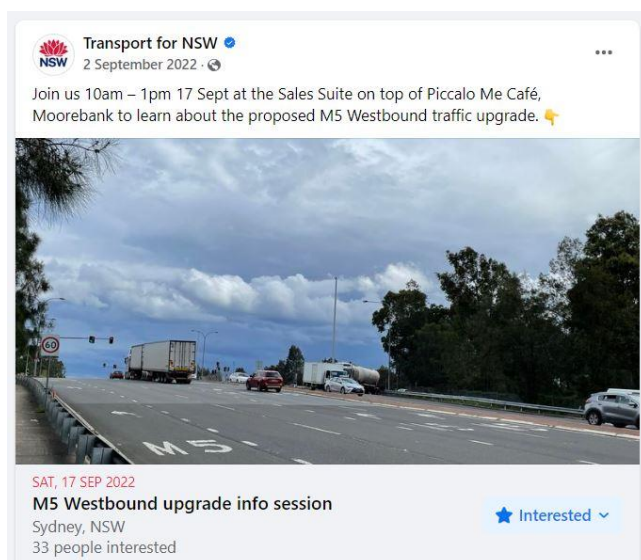 Transport for NSW
NSW
2 September 2022 ·
Join us 10am – 1pm 17 Sept at the Sales Suite on top of Piccalo Me Café,
Moorebank to learn about the proposed M5 Westbound traffic upgrade. 👇
60
M5
SAT, 17 SEP 2022
M5 Westbound upgrade info session
Sydney, NSW
33 people interested
Interested